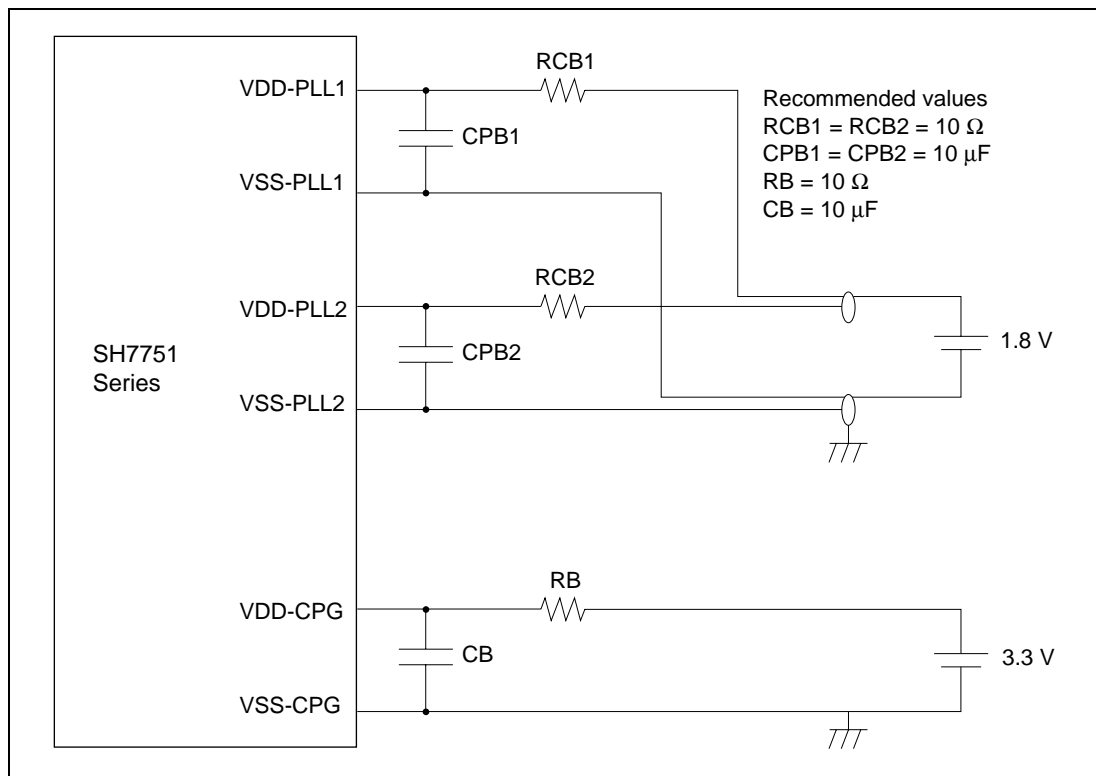 VDD-PLL1
RCB1
CPB1
VSS-PLL1
Recommended values
RCB1 = RCB2 = 10 Ω
CPB1 = CPB2 = 10 μF
RB = 10 Ω
CB = 10 μF
VDD-PLL2
RCB2
CPB2
SH7751
Series
VSS-PLL2
1.8 V
VDD-CPG
RB
CB
VSS-CPG
3.3 V